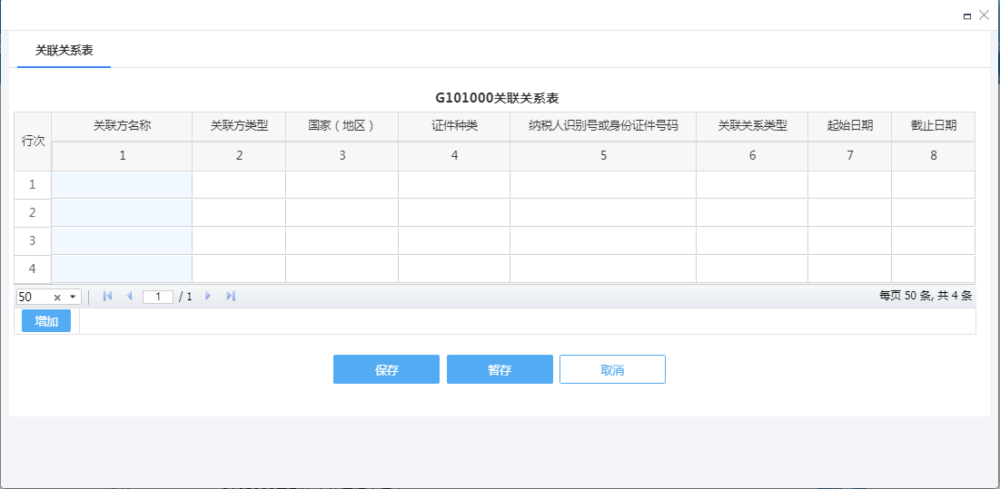 关联关系表
G101000关联关系表
行次 关联方名称 关联方类型 国家（地区） 证件种类 纳税人识别号或身份证件号码 关联关系类型 起始日期 截止日期
1 2 3 4 5 6 7 8
1
2
3
4
50 1 / 1 每页 50 条, 共 4 条
增加
保存 暂存 取消